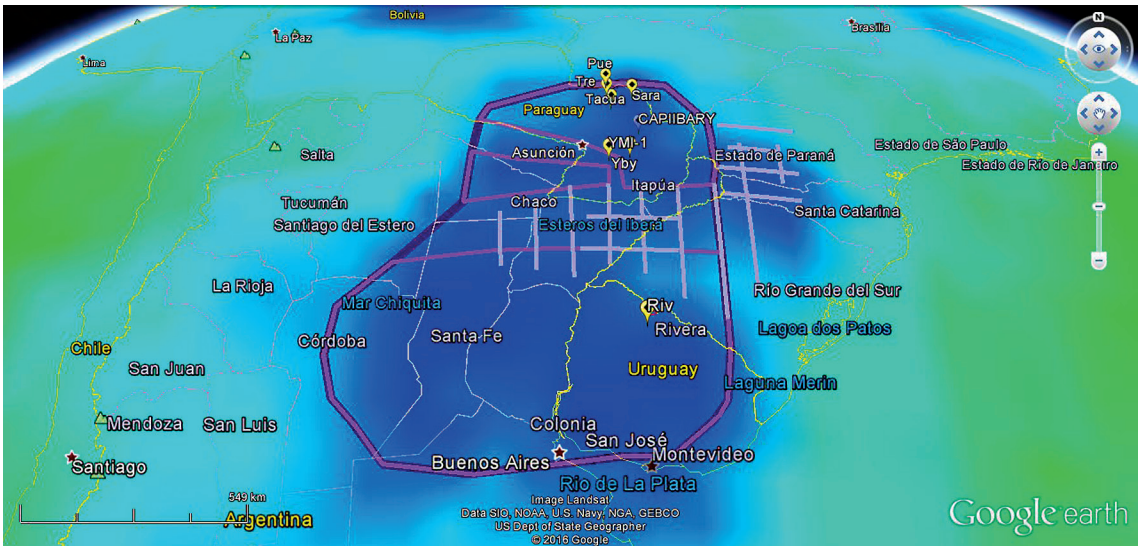 Bolivia
Brasilia
N
La Paz
Lima
Pue
Tre
Tacua
Sara
Paraguay
CAPIIBARY
YMI-1
Asunción
Salta
Yby
Estado de Paraná
Estado de São Paulo
Estado de Rio de Janeiro
Itapúa
Tucumán
Chaco
Santa Catarina
Santiago del Estero
Esteros del Iberá
La Rioja
Mar Chiquita
Riv
Río Grande del Sur
Rivera
Lagoa dos Patos
Córdoba
Santa Fe
Chile
San Juan
Uruguay
Laguna Merin
Mendoza
San Luis
Colonia
San José
Buenos Aires
Montevideo
Santiago
Rio de La Plata
549 km
Argentina
Image Landsat
Data SIO, NOAA, U.S. Navy, NGA, GEBCO
US Dept of State Geographer
© 2016 Google
Google earth